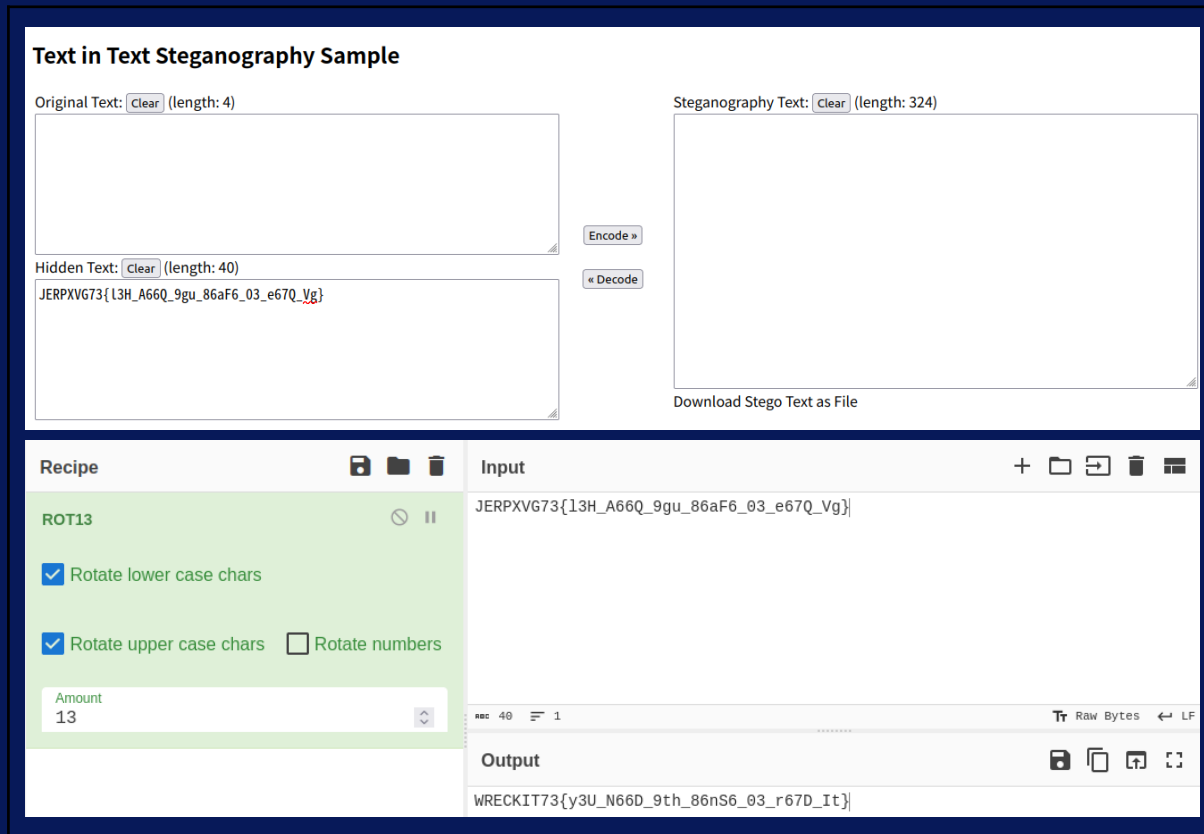 Text in Text Steganography Sample
Original Text: Clear (length: 4)
Hidden Text: Clear (length: 40)
JERPXVG73{l3H_A66Q_9gu_86aF6_03_e67Q_Vg}
Encode »
« Decode
Steganography Text: Clear (length: 324)
Download Stego Text as File
Recipe
ROT13
Rotate lower case chars
Rotate upper case chars Rotate numbers
Amount
13
Input
JERPXVG73{l3H_A66Q_9gu_86aF6_03_e67Q_Vg}
ABC 40 1 Tт Raw Bytes LF
Output
WRECKIT73{y3U_N66D_9th_86nS6_03_r67D_It}